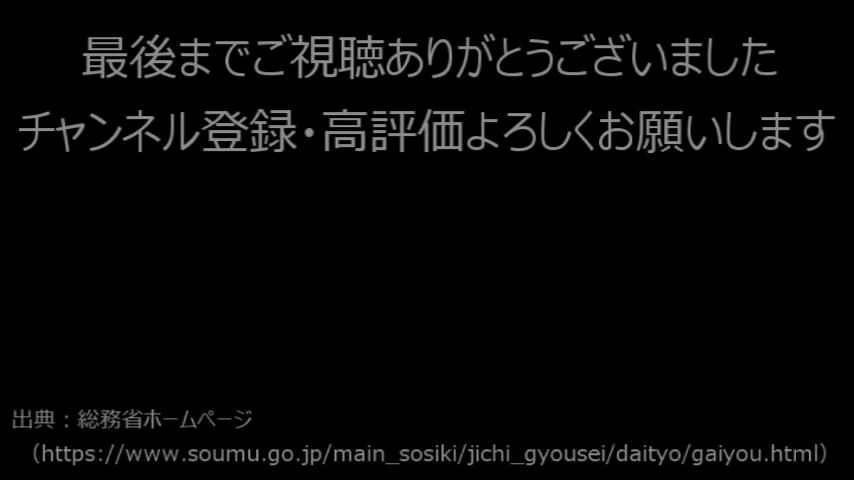 最後までご視聴ありがとうございました
チャンネル登録・高評価よろしくお願いします
出典：総務省ホームページ
（https://www.soumu.go.jp/main_sosiki/jichi_gyousei/daityo/gaiyou.html）